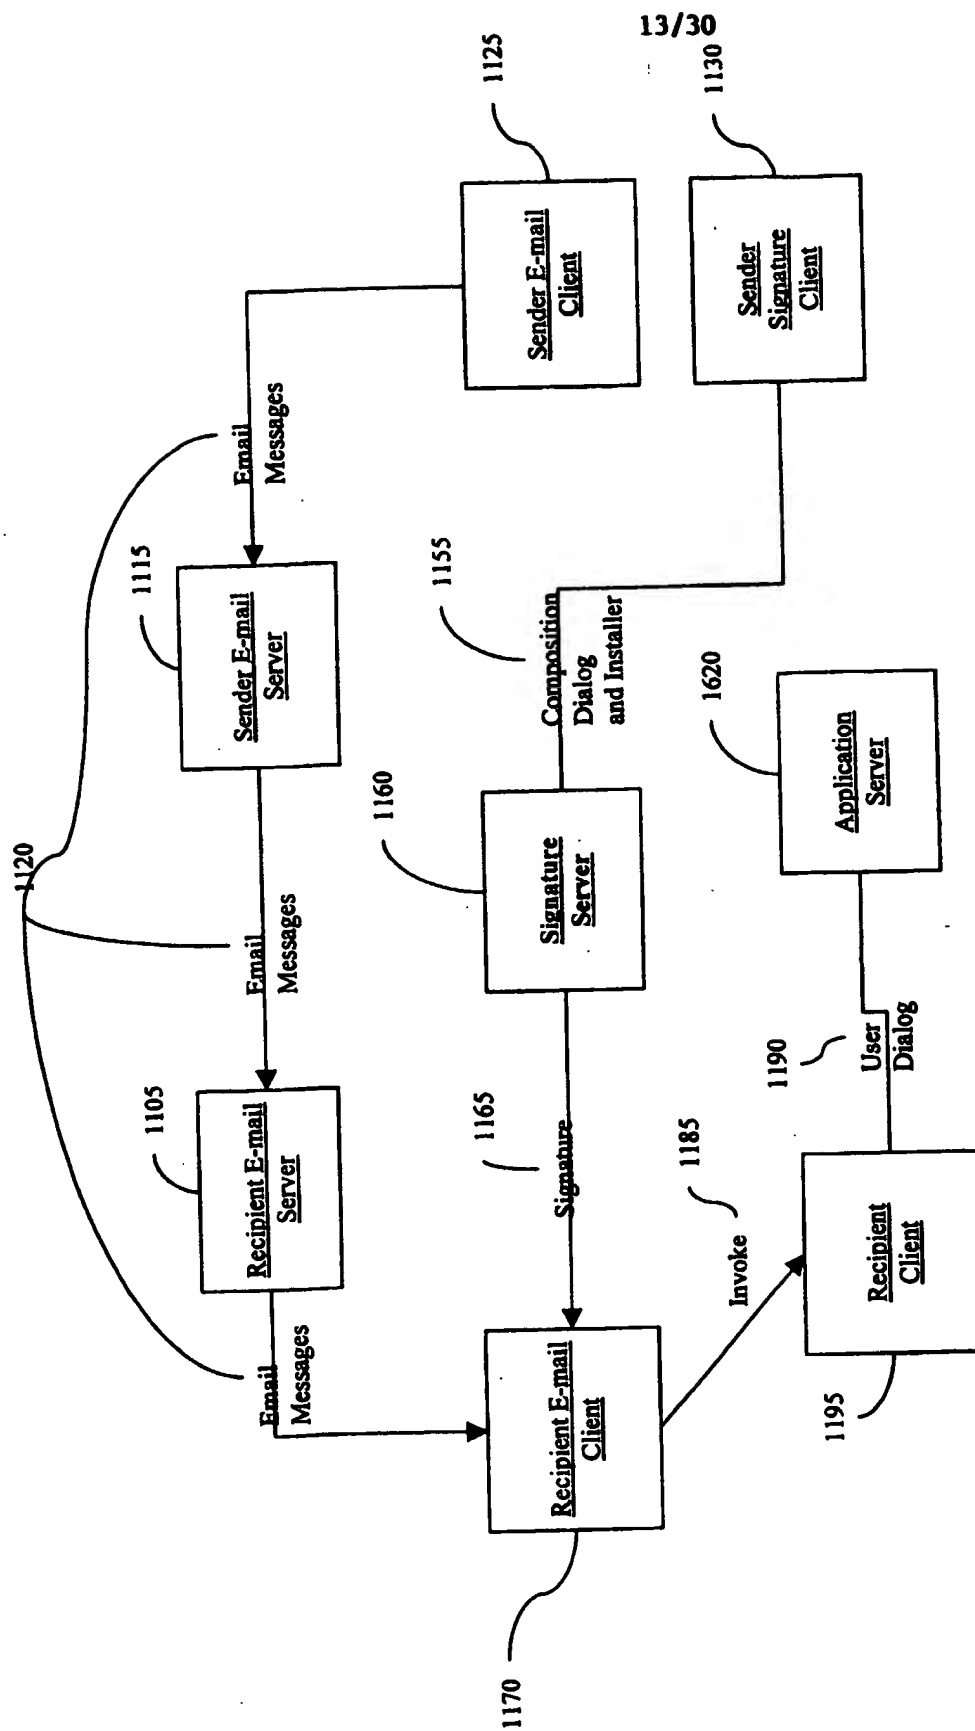 13/30
1120
1115
1125
Email
Messages
Email
Messages
Email
Messages
1105
Recipient E-mail
Server
Sender E-mail
Server
Sender E-mail
Client
1170
Recipient E-mail
Client
1165
Signature
1160
Signature
Server
1155
Composition
Dialog
and Installer
1130
Sender
Signature
Client
1185
Invoke
1195
Recipient
Client
1190
User
Dialog
1620
Application
Server